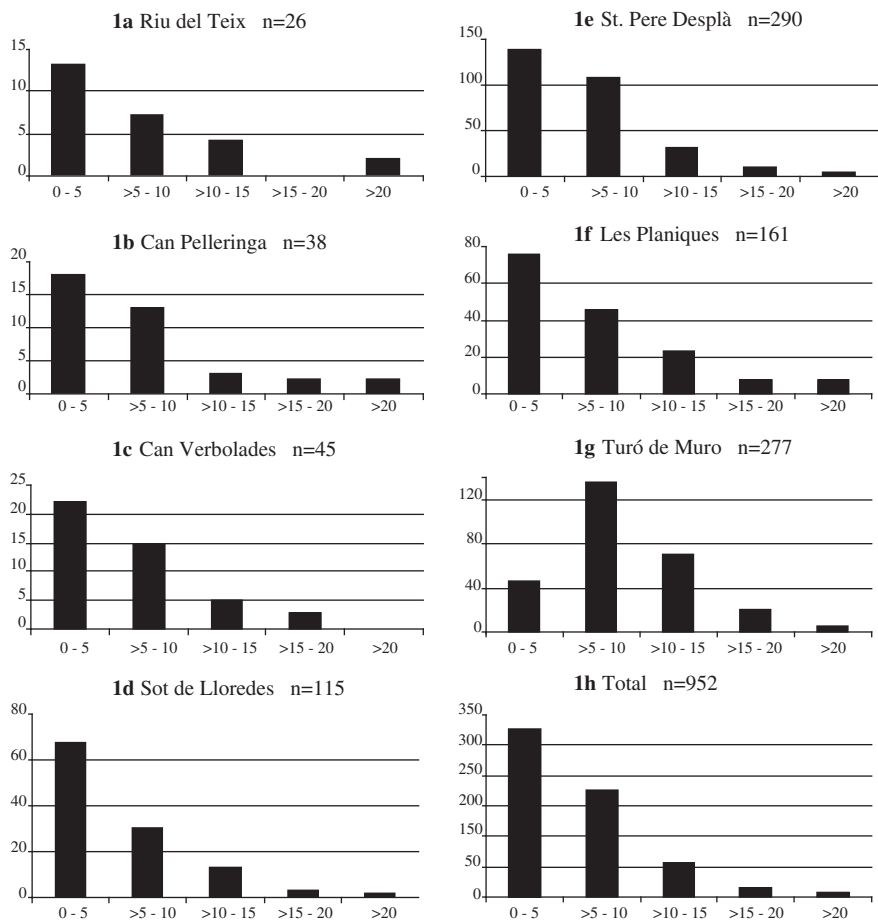 1a Riu del Teix n=26
15
10
5
0
0 - 5 >5 - 10 >10 - 15 >15 - 20 >20
1b Can Pelleringa n=38
20
15
10
5
0
0 - 5 >5 - 10 >10 - 15 >15 - 20 >20
1c Can Verbolades n=45
25
20
15
10
5
0
0 - 5 >5 - 10 >10 - 15 >15 - 20 >20
1d Sot de Lloredes n=115
80
60
40
20
0
0 - 5 >5 - 10 >10 - 15 >15 - 20 >20
1e St. Pere Desplà n=290
150
100
50
0
0 - 5 >5 - 10 >10 - 15 >15 - 20 >20
1f Les Planiques n=161
80
60
40
20
0
0 - 5 >5 - 10 >10 - 15 >15 - 20 >20
1g Turó de Muro n=277
120
80
40
0
0 - 5 >5 - 10 >10 - 15 >15 - 20 >20
1h Total n=952
350
300
250
200
150
100
50
0
0 - 5 >5 - 10 >10 - 15 >15 - 20 >20